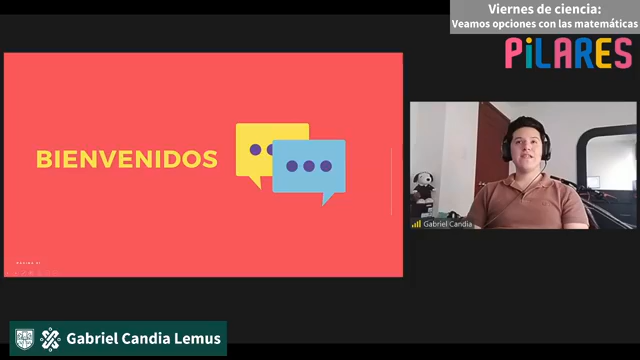 Viernes de ciencia:
Veamos opciones con las matemáticas
PiLARES
BIENVENIDOS
Gabriel Candia
Gabriel Candia Lemus